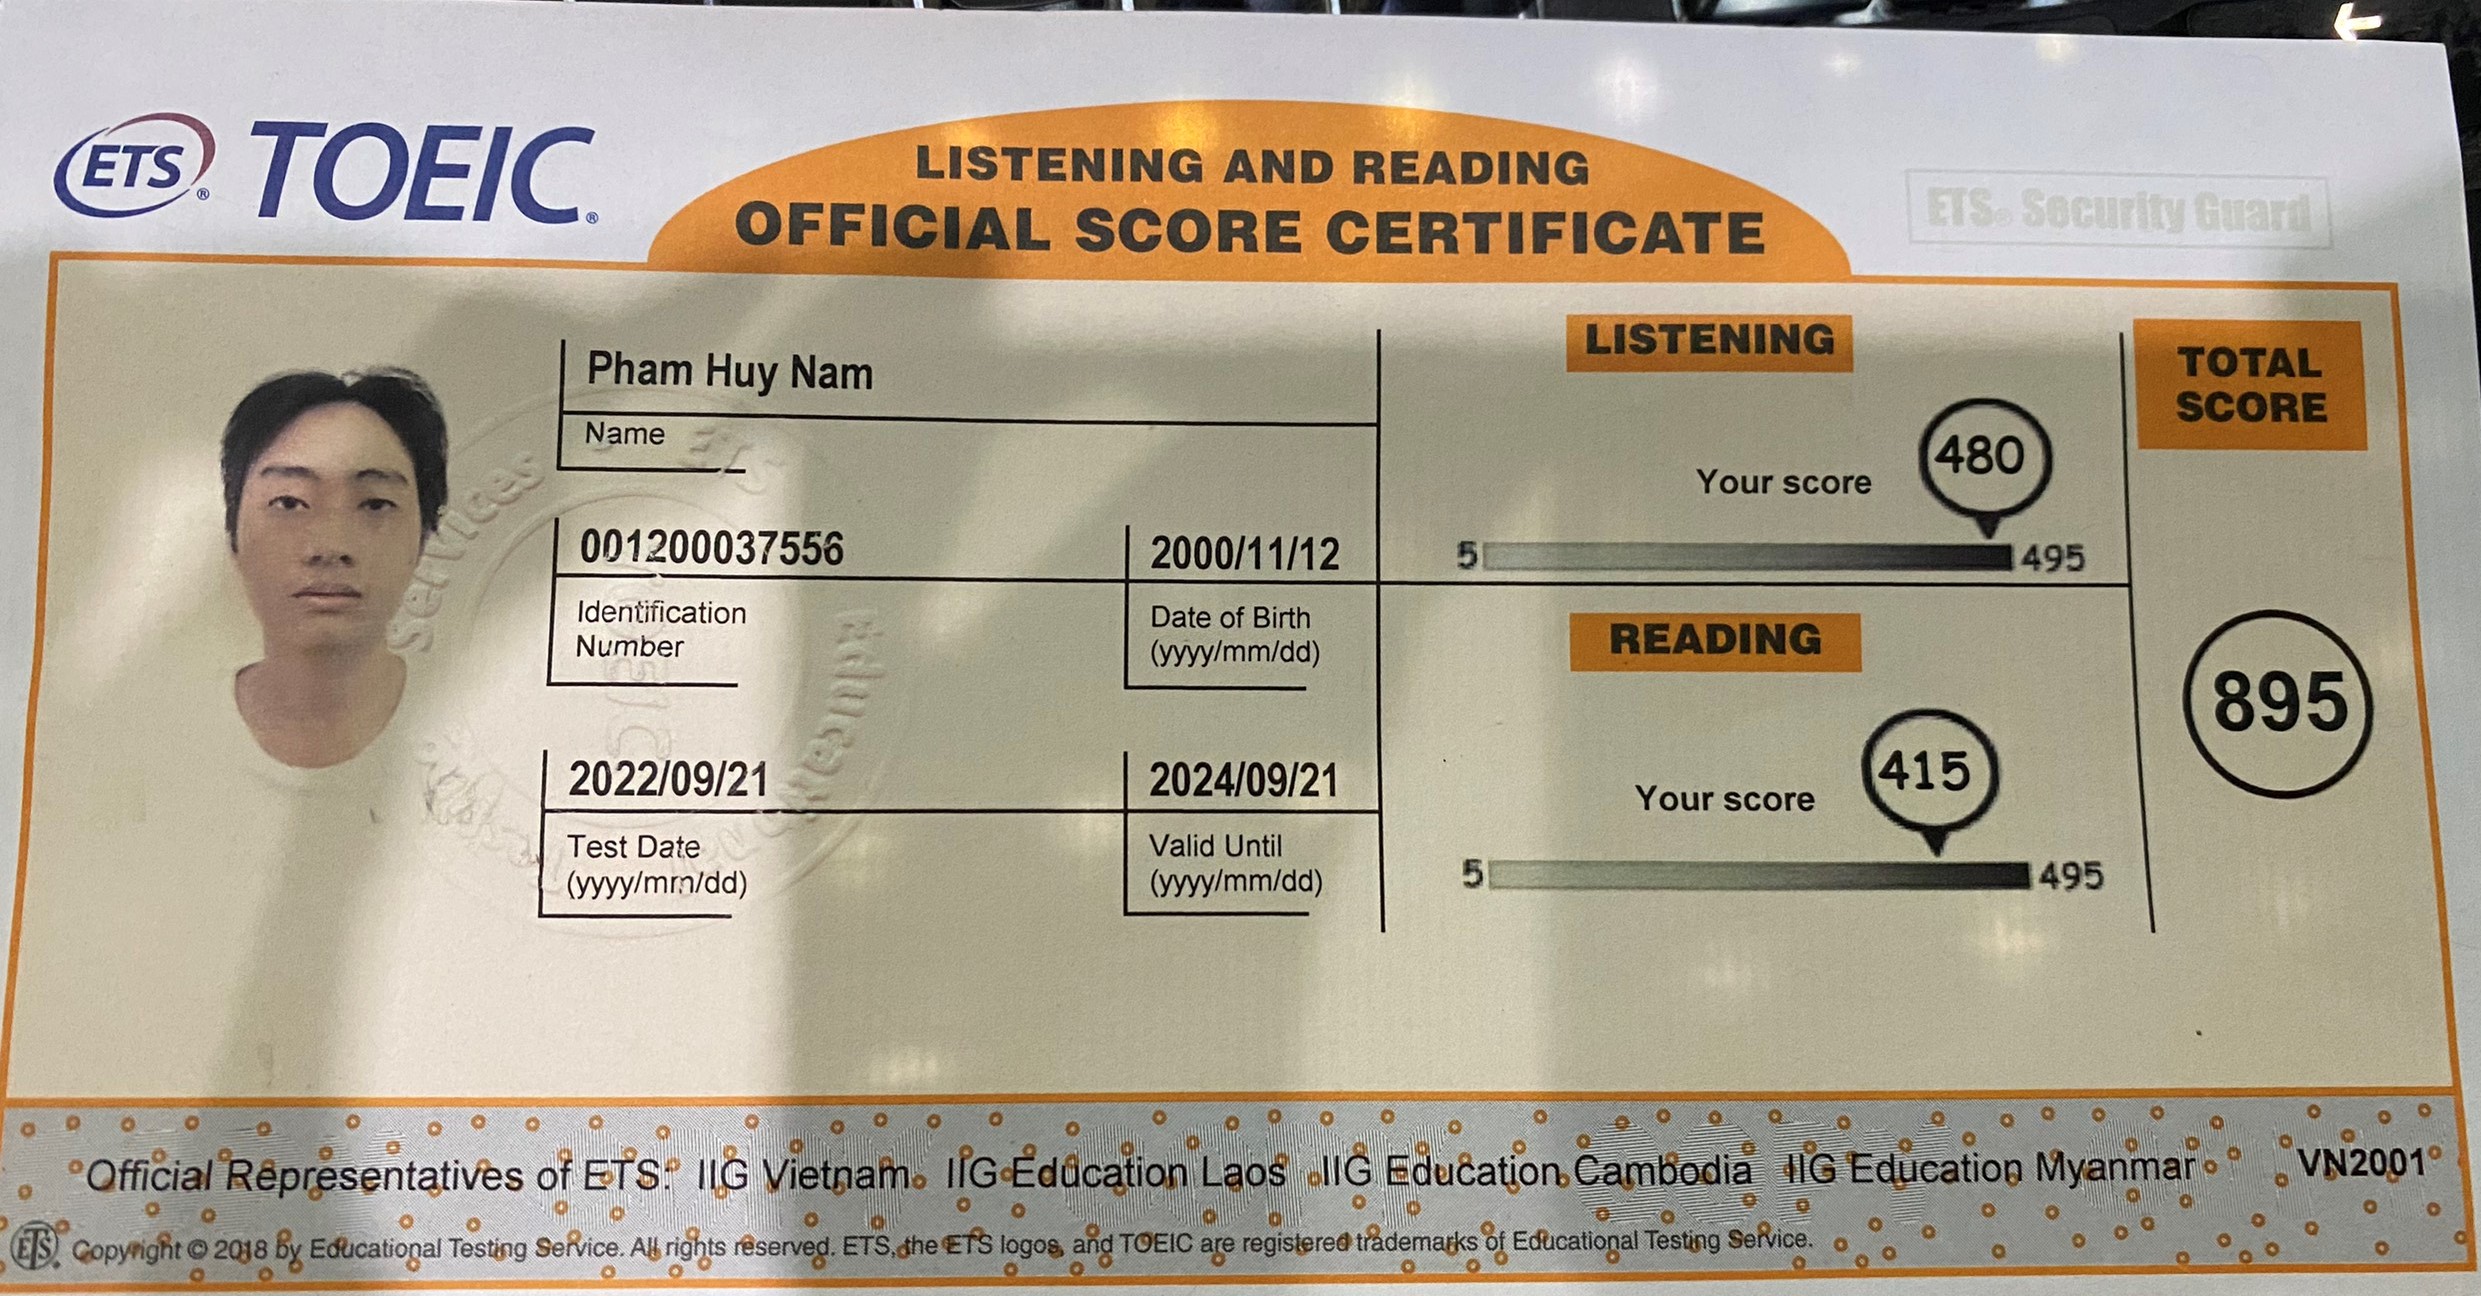 ETS® TOEIC®
LISTENING AND READING
OFFICIAL SCORE CERTIFICATE
ETS® Security Guard
Pham Huy Nam
Name
001200037556
Identification
Number
2000/11/12
Date of Birth
(yyyy/mm/dd)
2022/09/21
Test Date
(yyyy/mm/dd)
2024/09/21
Valid Until
(yyyy/mm/dd)
LISTENING
Your score 480
5 495
READING
Your score 415
5 495
TOTAL
SCORE
895
Services ETS
TOEIC
Educational
Official Representatives of ETS: IIG Vietnam IIG Education Laos IIG Education Cambodia IIG Education Myanmar VN2001
ETS. Copyright © 2018 by Educational Testing Service. All rights reserved. ETS, the ETS logos, and TOEIC are registered trademarks of Educational Testing Service.